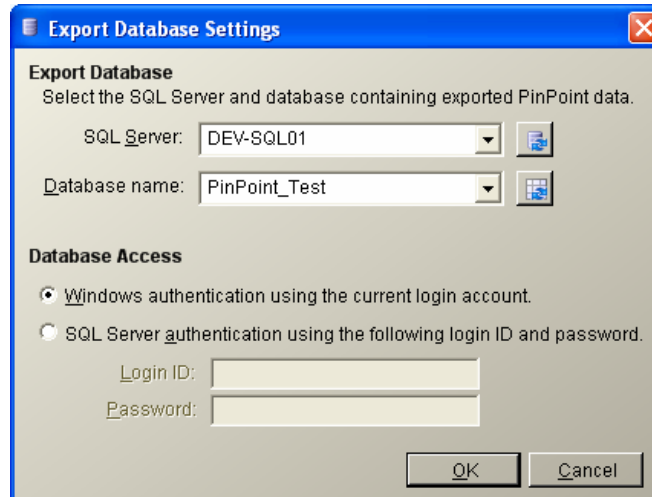 Export Database Settings
Export Database
Select the SQL Server and database containing exported PinPoint data.
SQL Server: DEV-SQL01
Database name: PinPoint_Test
Database Access
Windows authentication using the current login account.
SQL Server authentication using the following login ID and password.
Login ID:
Password:
OK Cancel